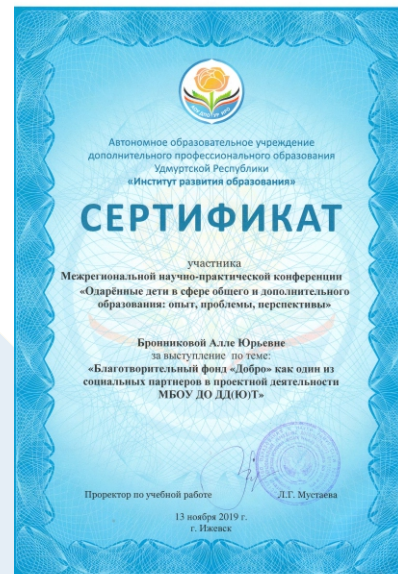 Автономное образовательное учреждение
дополнительного профессионального образования
Удмуртской Республики
«Институт развития образования»
СЕРТИФИКАТ
участника
Межрегиональной научно-практической конференции
«Одарённые дети в сфере общего и дополнительного
образования: опыт, проблемы, перспективы»
Бронниковой Алле Юрьевне
за выступление по теме:
«Благотворительный фонд «Добро» как один из
социальных партнеров в проектной деятельности
МБОУ ДО ДД(Ю)Т»
Проректор по учебной работе Л.Г. Мустаева
13 ноября 2019 г.
г. Ижевск